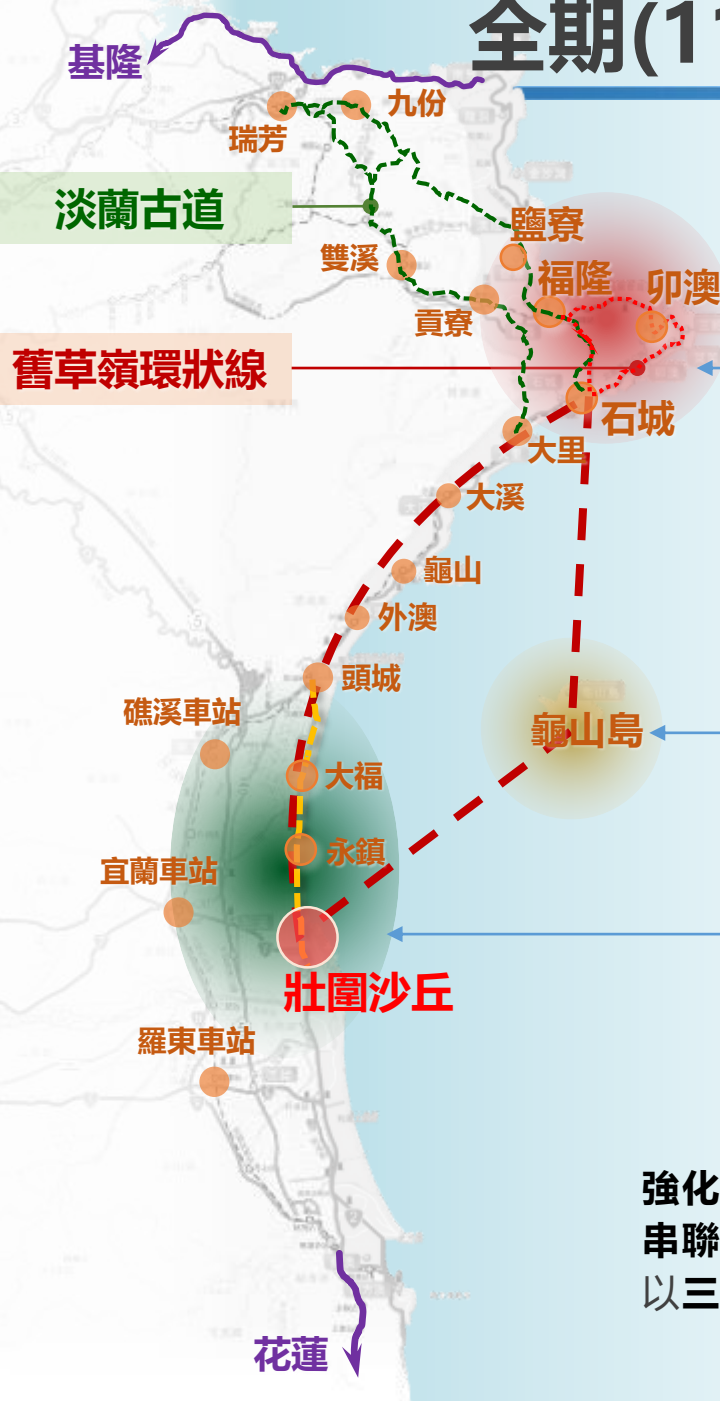 全期(11
基隆
九份
瑞芳
淡蘭古道
鹽寮
雙溪
福隆
卯澳
貢寮
舊草嶺環狀線
石城
大里
大溪
龜山
外澳
頭城
礁溪車站
龜山島
大福
永鎮
宜蘭車站
壯圍沙丘
羅東車站
強化
串聯
以三
花蓮